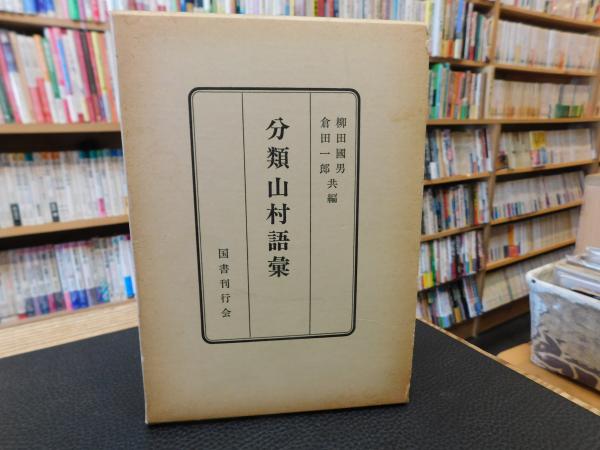 柳田國男
倉田一郎 共編
分類山村語彙
国書刊行会